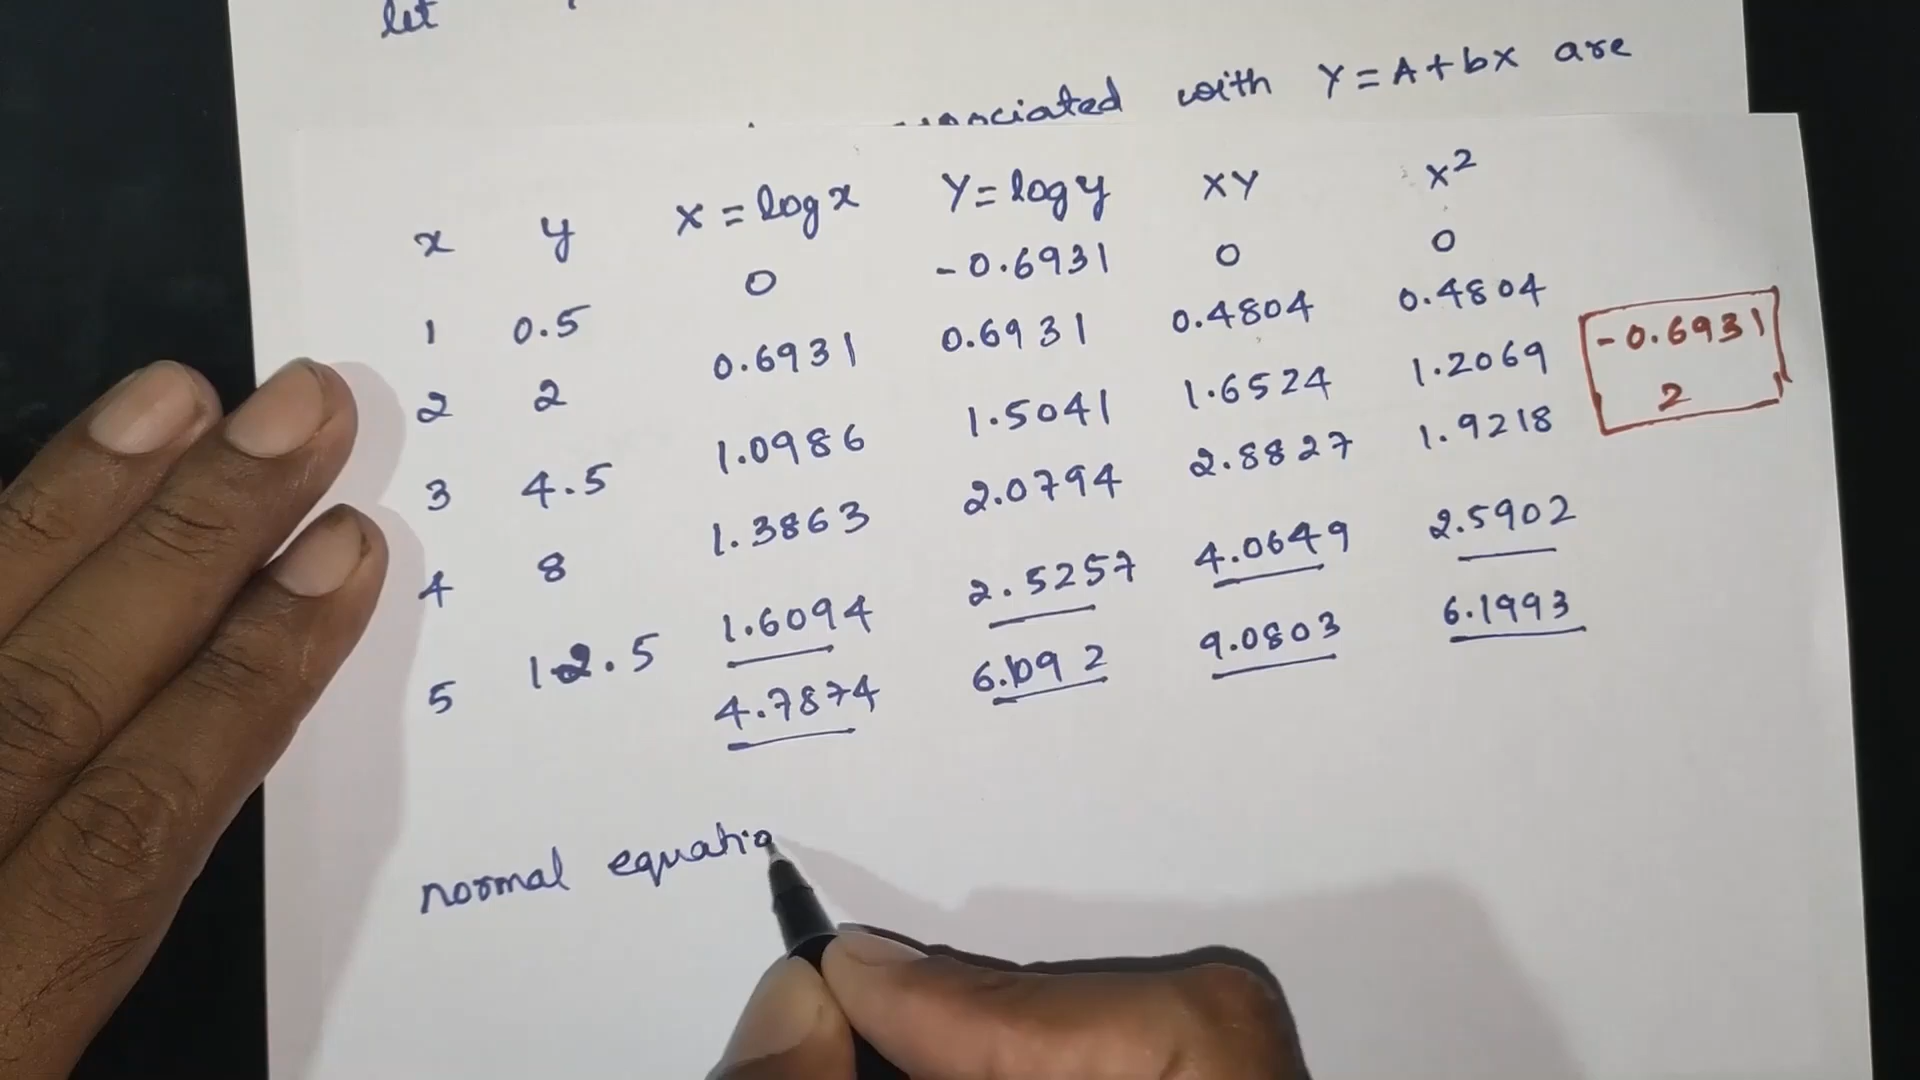 let
associated with Y = A + bX are
x y X = log x Y = log y XY X2
1 0.5 0 -0.6931 0 0
2 2 0.6931 0.6931 0.4804 0.4804
3 4.5 1.0986 1.5041 1.6524 1.2069
4 8 1.3863 2.0794 2.8827 1.9218
5 12.5 1.6094 2.5257 4.0649 2.5902
4.7874 6.1092 9.0803 6.1993
-0.6931
2
normal equatio